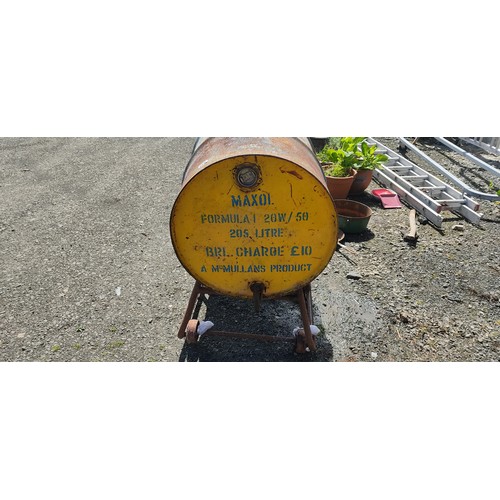 MAXOL
FORMULA 1 20W/50
205 LITRE
BRL. CHARGE £10
A McMULLANS PRODUCT